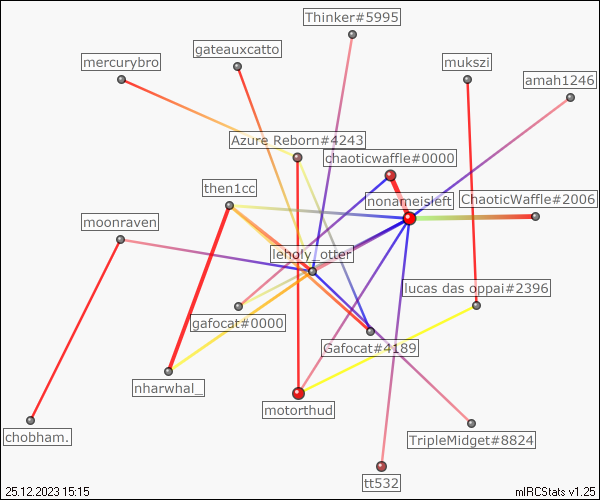 Thinker#5995
gateauxcatto
mercurybro
mukszi
amah1246
Azure Reborn#4243
chaoticwaffle#0000
then1cc
nonameisleft
ChaoticWaffle#2006
moonraven
leholy_otter
lucas das oppai#2396
gafocat#0000
Gafocat#4189
nharwhal_
motorthud
chobham.
TripleMidget#8824
tt532
25.12.2023 15:15
mIRCStats v1.25